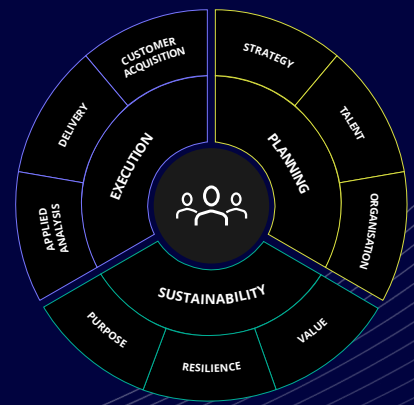 CUSTOMER
ACQUISITION
STRATEGY
DELIVERY
TALENT
EXECUTION
PLANNING
APPLIED
ANALYSIS
ORGANISATION
SUSTAINABILITY
PURPOSE
VALUE
RESILIENCE